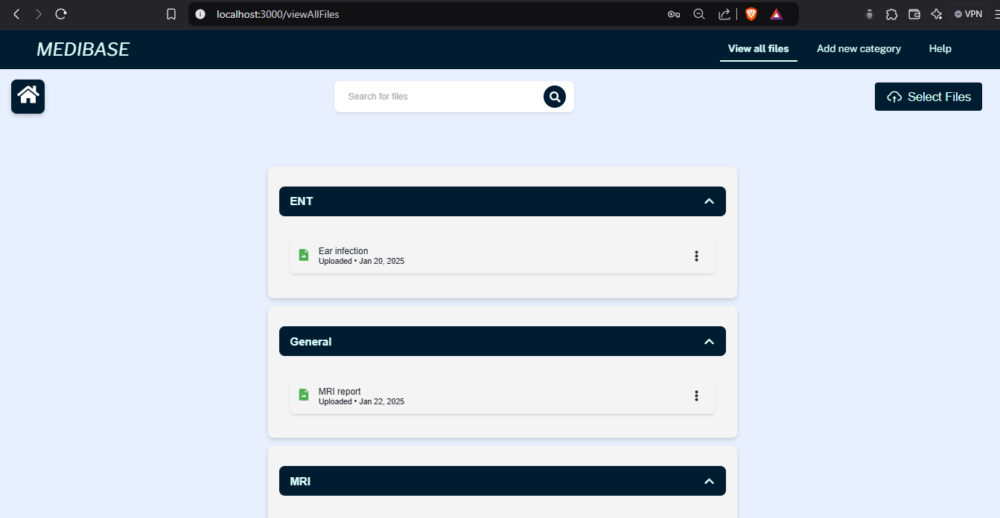 localhost:3000/viewAllFiles
VPN
MEDIBASE
View all files
Add new category
Help
Search for files
Select Files
ENT
Ear infection
Uploaded • Jan 20, 2025
General
MRI report
Uploaded • Jan 22, 2025
MRI